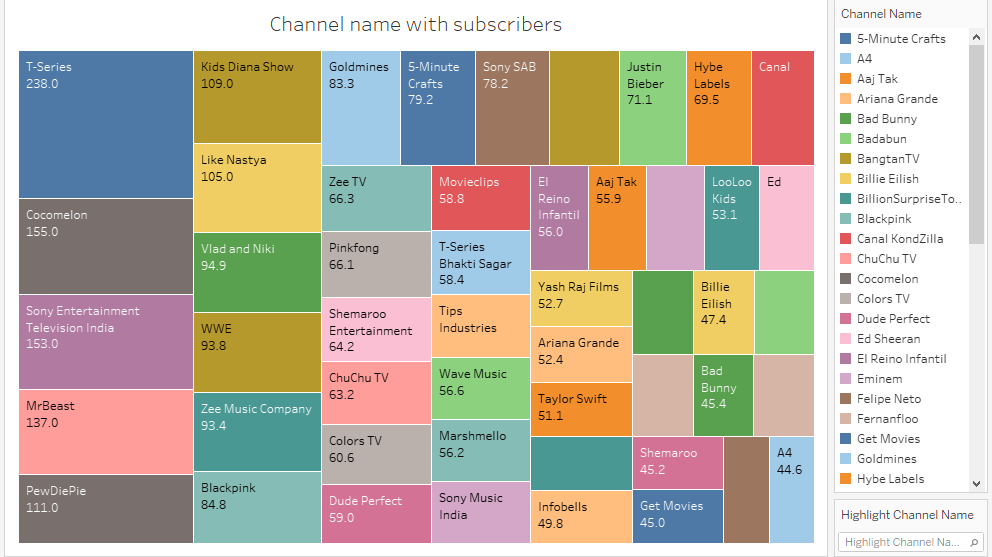 Channel name with subscribers
T-Series
238.0
Cocomelon
155.0
Sony Entertainment
Television India
153.0
MrBeast
137.0
PewDiePie
111.0
Kids Diana Show
109.0
Like Nastya
105.0
Vlad and Niki
94.9
WWE
93.8
Zee Music Company
93.4
Blackpink
84.8
Goldmines
83.3
5-Minute
Crafts
79.2
Sony SAB
78.2
Justin
Bieber
71.1
Hybe
Labels
69.5
Canal
Zee TV
66.3
Pinkfong
66.1
Shemaroo
Entertainment
64.2
ChuChu TV
63.2
Colors TV
60.6
Dude Perfect
59.0
Movieclips
58.8
T-Series
Bhakti Sagar
58.4
Tips
Industries
Wave Music
56.6
Marshmello
56.2
Sony Music
India
El
Reino
Infantil
56.0
Aaj Tak
55.9
LooLoo
Kids
53.1
Ed
Yash Raj Films
52.7
Ariana Grande
52.4
Taylor Swift
51.1
Infobells
49.8
Billie
Eilish
47.4
Bad
Bunny
45.4
Shemaroo
45.2
Get Movies
45.0
A4
44.6
Channel Name
5-Minute Crafts
A4
Aaj Tak
Ariana Grande
Bad Bunny
Badabun
BangtanTV
Billie Eilish
BillionSurpriseTo..
Blackpink
Canal KondZilla
ChuChu TV
Cocomelon
Colors TV
Dude Perfect
Ed Sheeran
El Reino Infantil
Eminem
Felipe Neto
Fernanfloo
Get Movies
Goldmines
Hybe Labels
Highlight Channel Name
Highlight Channel Na...